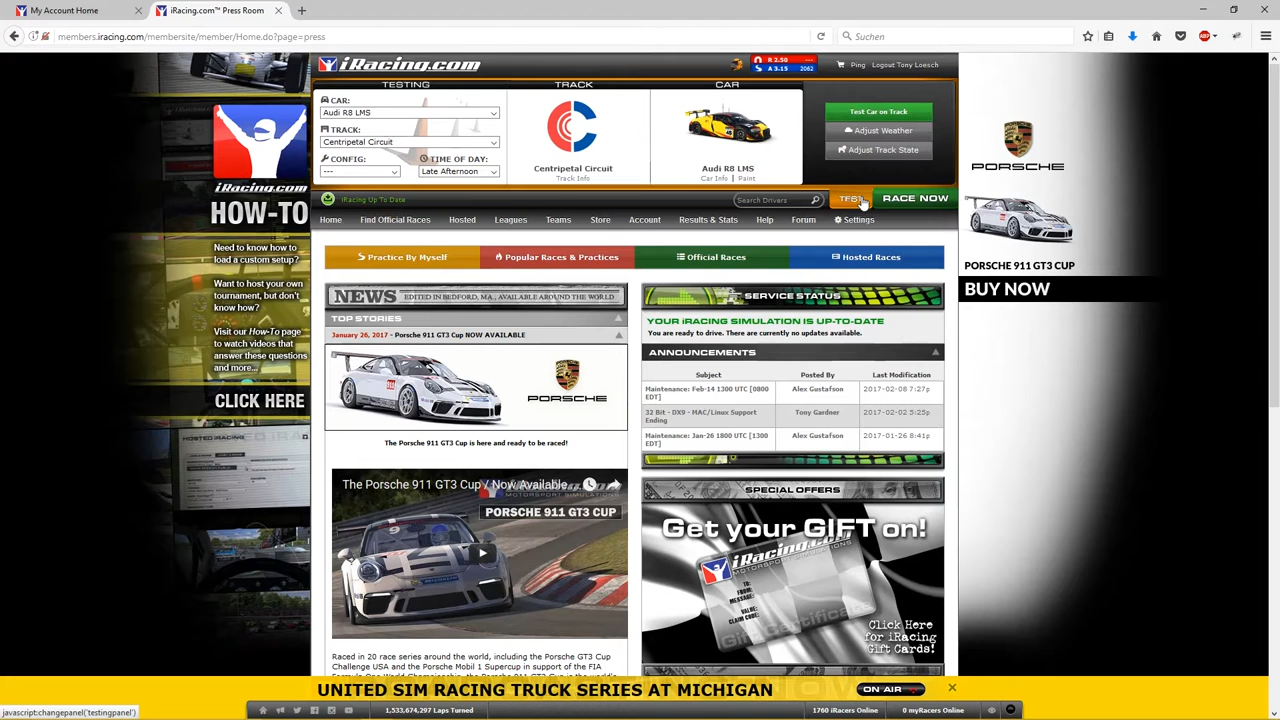 My Account Home
iRacing.com™ Press Room
members.iracing.com/membersite/member/Home.do?page=press
Suchen
iRacing.com
R 2.50 ---
A 3.15 2062
Ping
Logout Tony Loesch
TESTING
TRACK
CAR
CAR:
Audi R8 LMS
TRACK:
Centripetal Circuit
CONFIG:
TIME OF DAY:
---
Late Afternoon
Centripetal Circuit
Track Info
Audi R8 LMS
Car Info | Paint
Test Car on Track
Adjust Weather
Adjust Track State
iRacing Up To Date
Search Drivers
TEST
RACE NOW
Home
Find Official Races
Hosted
Leagues
Teams
Store
Account
Results & Stats
Help
Forum
Settings
Practice By Myself
Popular Races & Practices
Official Races
Hosted Races
iRacing.com
HOW-TO
Need to know how to
load a custom setup?
Want to host your own
tournament, but don't
know how?
Visit our How-To page
to watch videos that
answer these questions
and more...
CLICK HERE
NEWS EDITED IN BEDFORD, MA., AVAILABLE AROUND THE WORLD
TOP STORIES
January 26, 2017 - Porsche 911 GT3 Cup NOW AVAILABLE
PORSCHE
The Porsche 911 GT3 Cup is here and ready to be raced!
The Porsche 911 GT3 Cup / Now Available...
MOTORSPORT SIMULATIONS
PORSCHE 911 GT3 CUP
Raced in 20 race series around the world, including the Porsche GT3 Cup
Challenge USA and the Porsche Mobil 1 Supercup in support of the FIA
SERVICE STATUS
YOUR iRACING SIMULATION IS UP-TO-DATE
You are ready to drive. There are currently no updates available.
ANNOUNCEMENTS
Subject
Posted By
Last Modification
Maintenance: Feb-14 1300 UTC [0800
EDT]
Alex Gustafson
2017-02-08 7:27p
32 Bit - DX9 - MAC/Linux Support
Ending
Tony Gardner
2017-02-02 5:25p
Maintenance: Jan-26 1800 UTC [1300
EDT]
Alex Gustafson
2017-01-26 8:41p
SPECIAL OFFERS
Get your GIFT on!
iRacing.com
MOTORSPORT SIMULATIONS
TO:
FROM:
MESSAGE:
VALUE:
CLAIM CODE:
Gift Certificate
Click Here
for iRacing
Gift Cards!
PORSCHE
PORSCHE 911 GT3 CUP
BUY NOW
UNITED SIM RACING TRUCK SERIES AT MICHIGAN
ON AIR
javascript:changepanel('testingpanel')
1,533,674,297 Laps Turned
1760 iRacers Online
0 myRacers Online